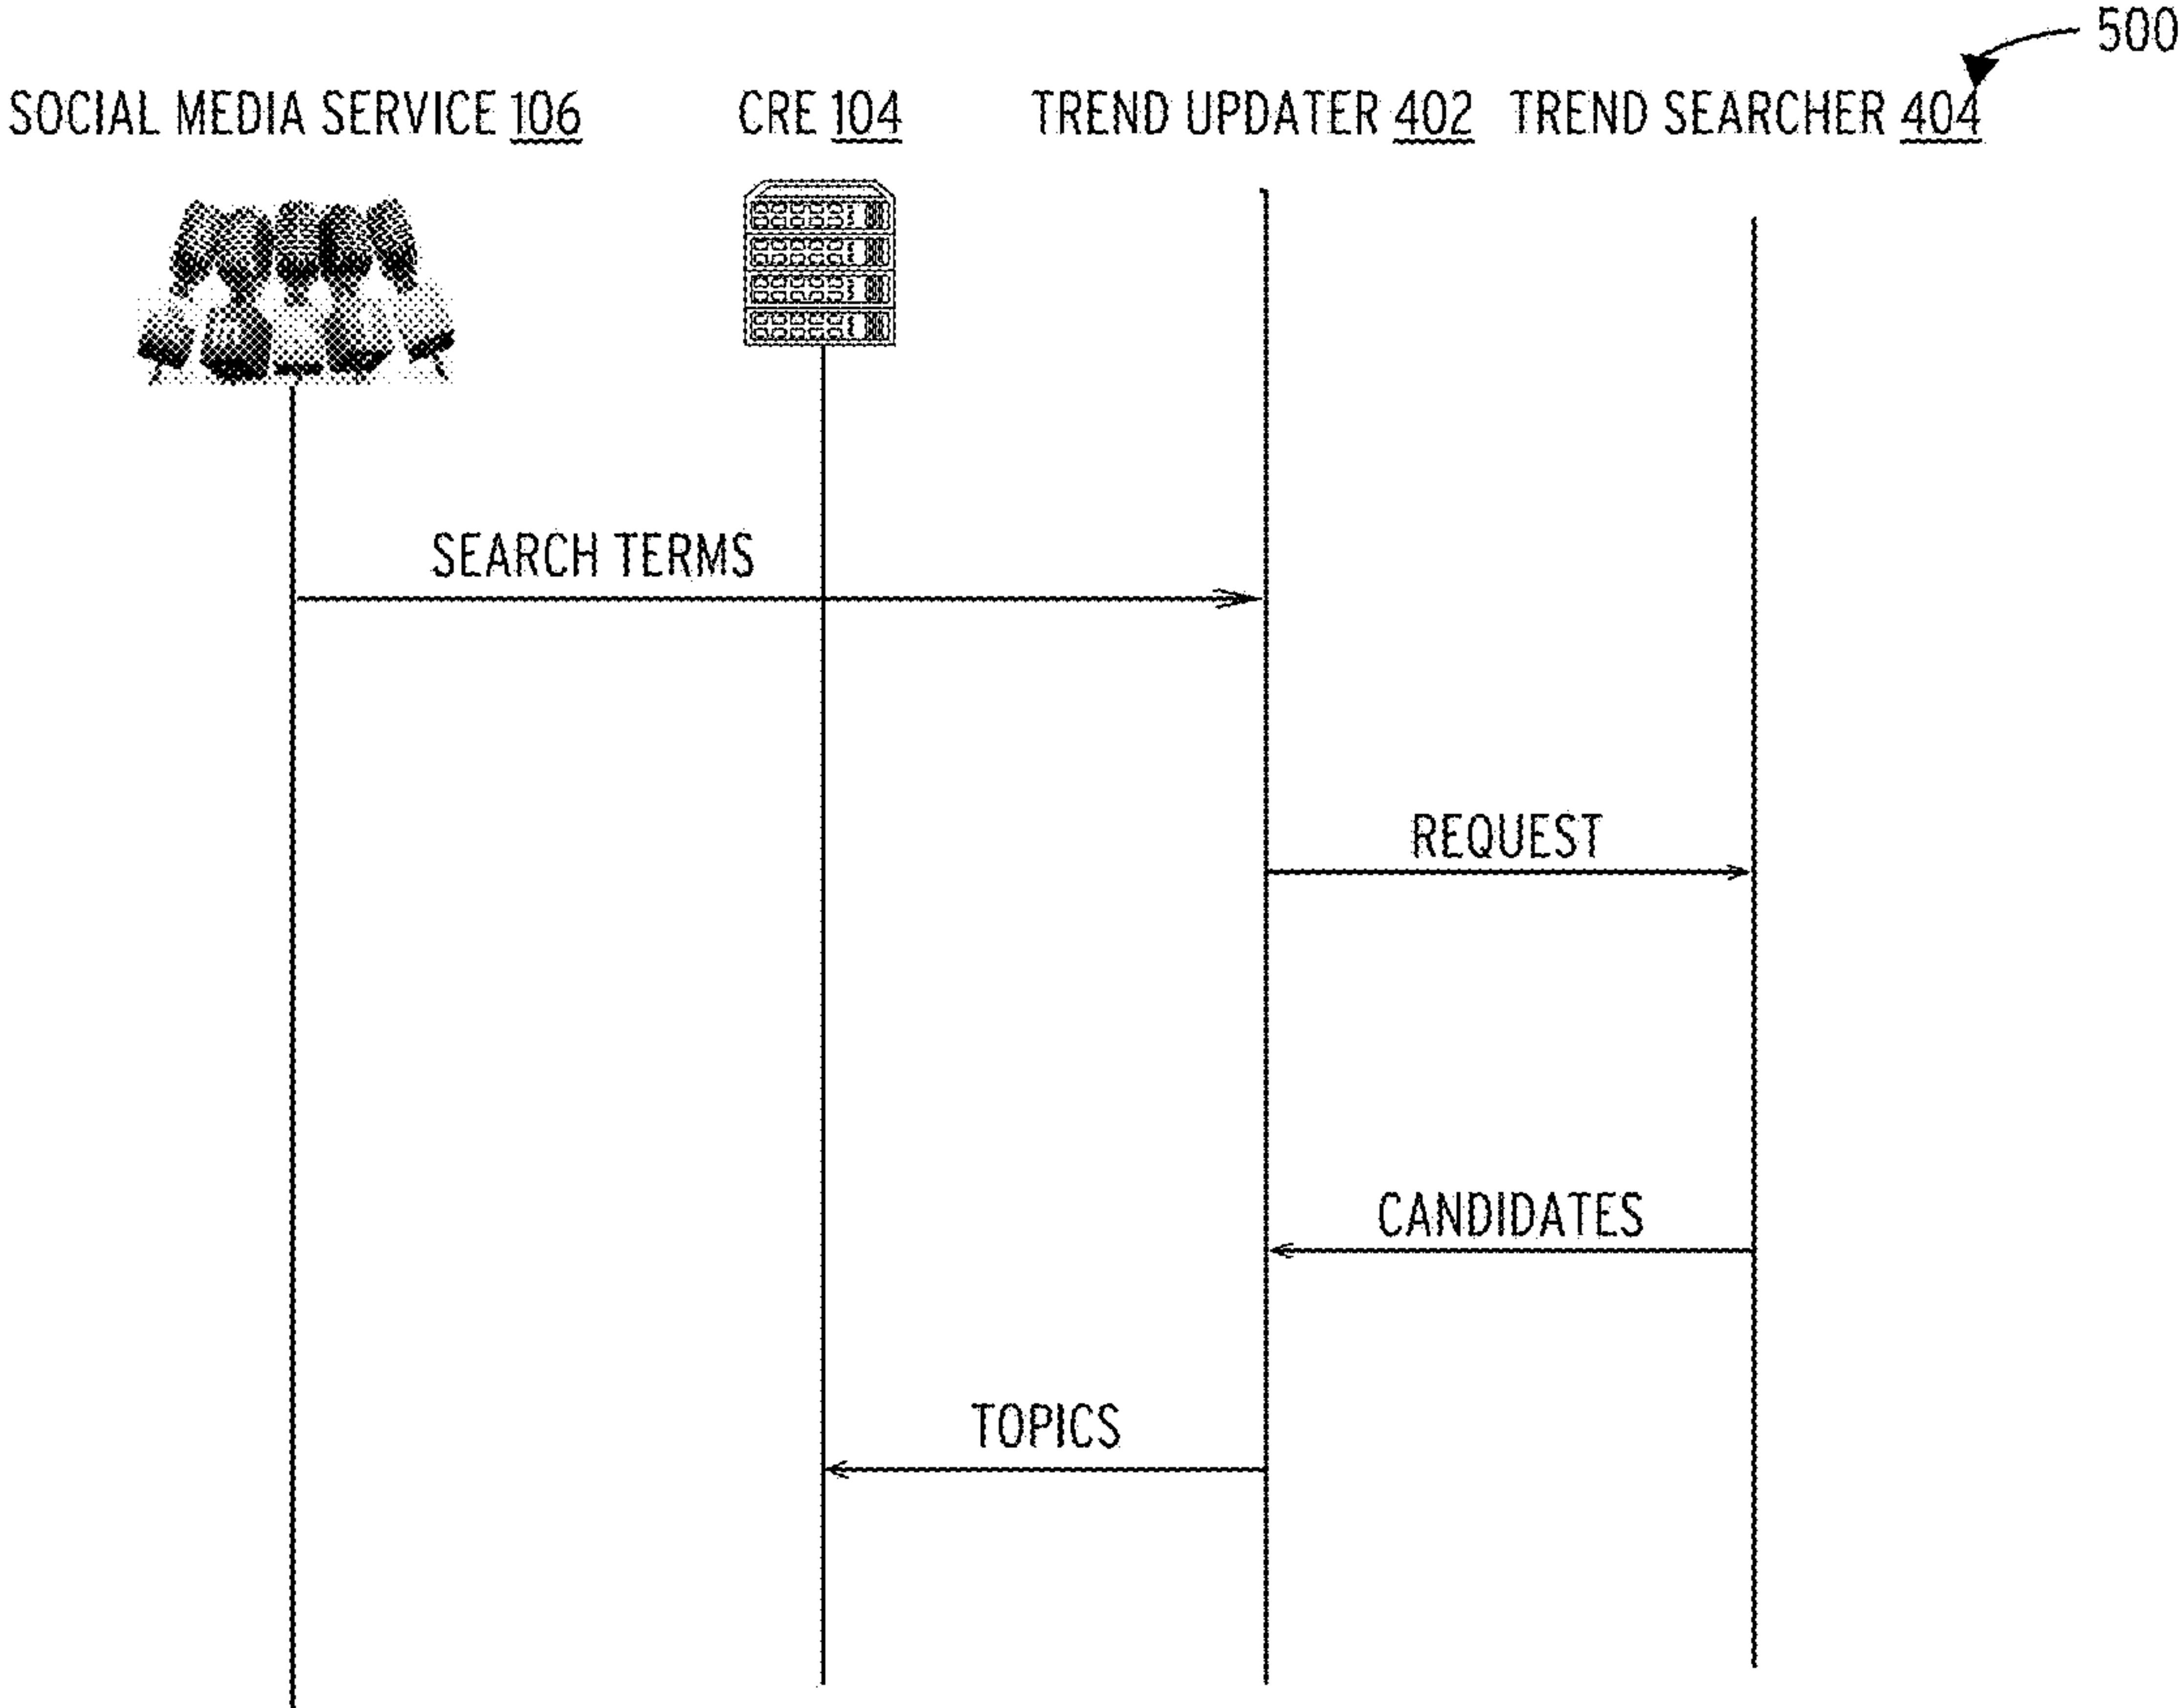 500
SOCIAL MEDIA SERVICE 106 CRE 104 TREND UPDATER 402 TREND SEARCHER 404
SEARCH TERMS
REQUEST
CANDIDATES
TOPICS